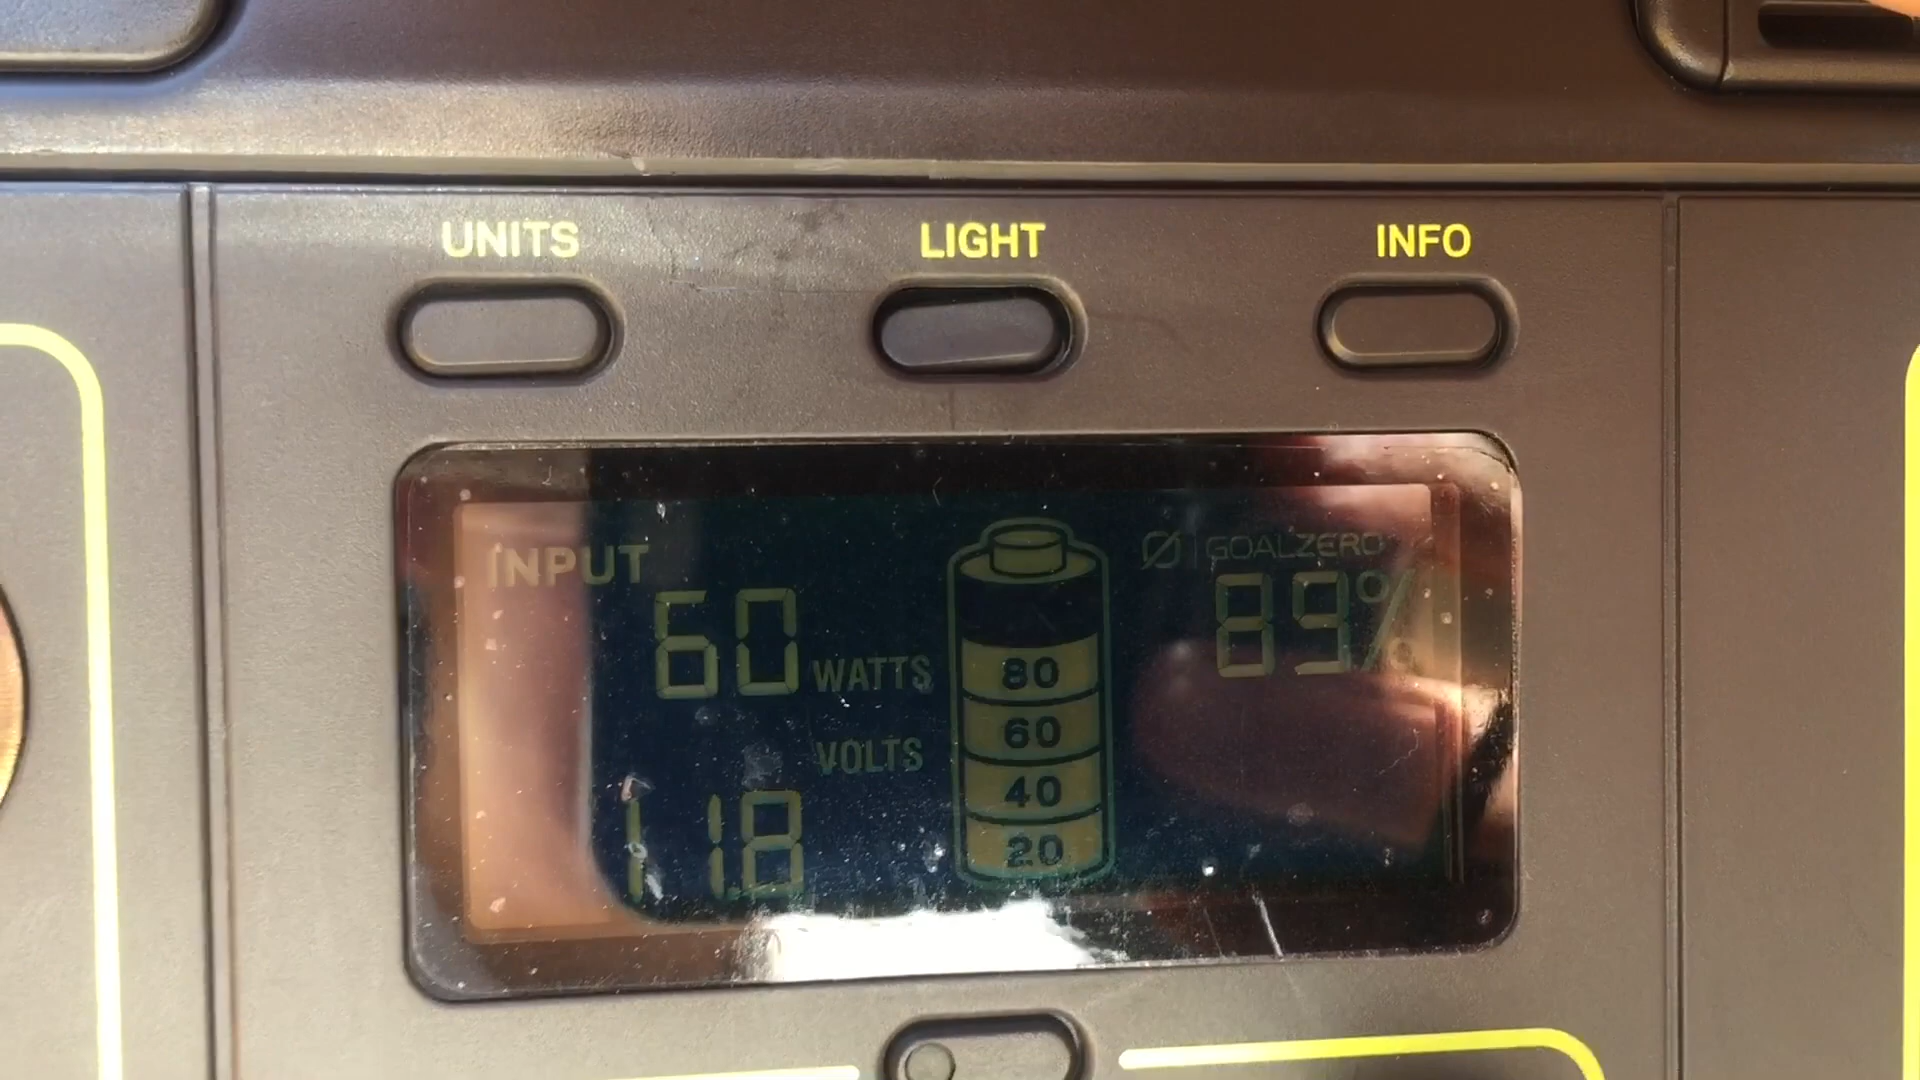 UNITS LIGHT INFO
INPUT
GOALZERO
60 WATTS
89%
80
60
VOLTS
40
11.8
20